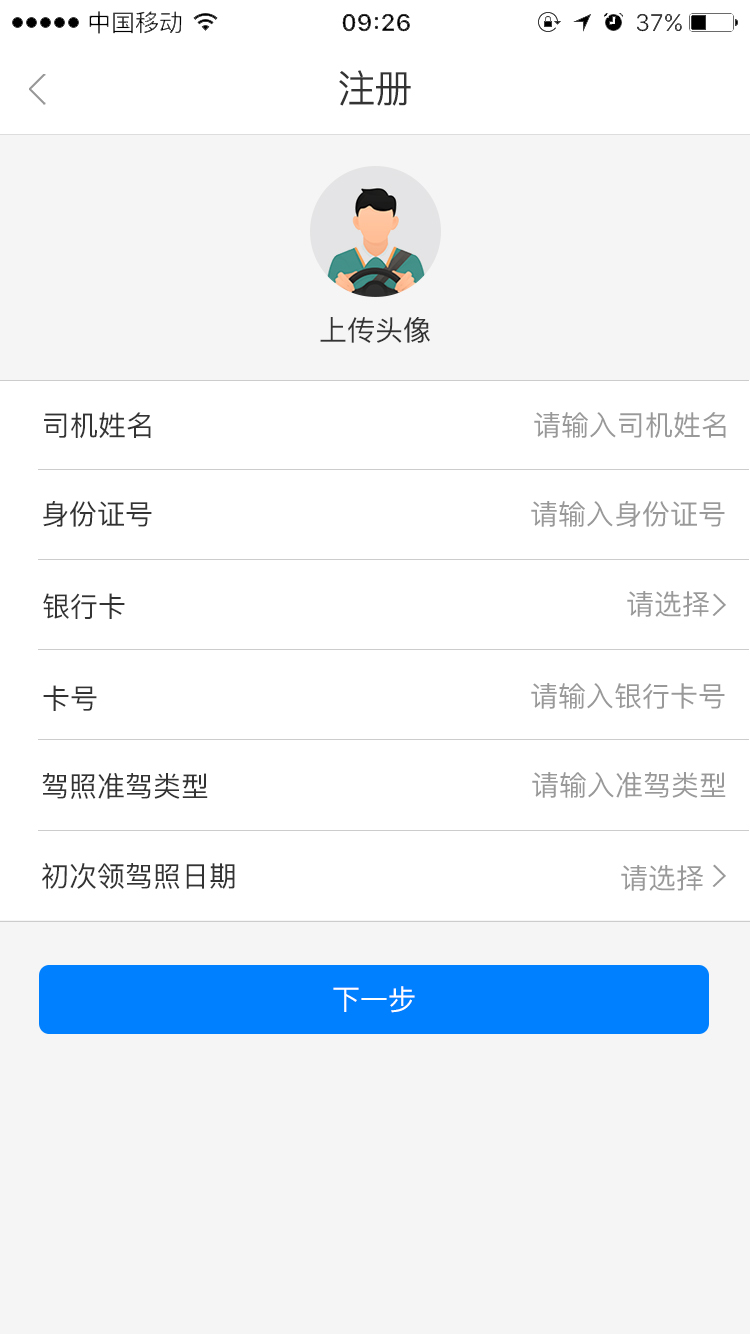 中国移动 09:26 37%
注册
上传头像
司机姓名 请输入司机姓名
身份证号 请输入身份证号
银行卡 请选择
卡号 请输入银行卡号
驾照准驾类型 请输入准驾类型
初次领驾照日期 请选择
下一步